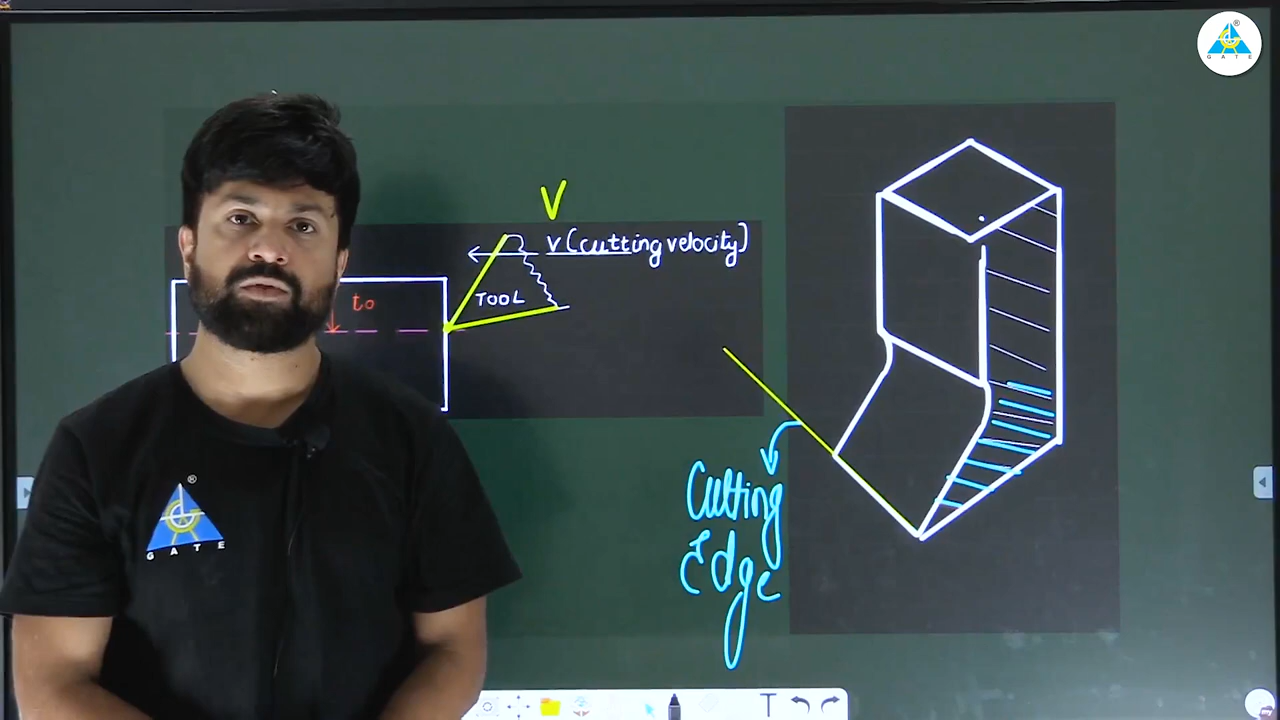 ® GATE
V
v (cutting velocity)
to
TOOL
Cutting
Edge
®
GATE